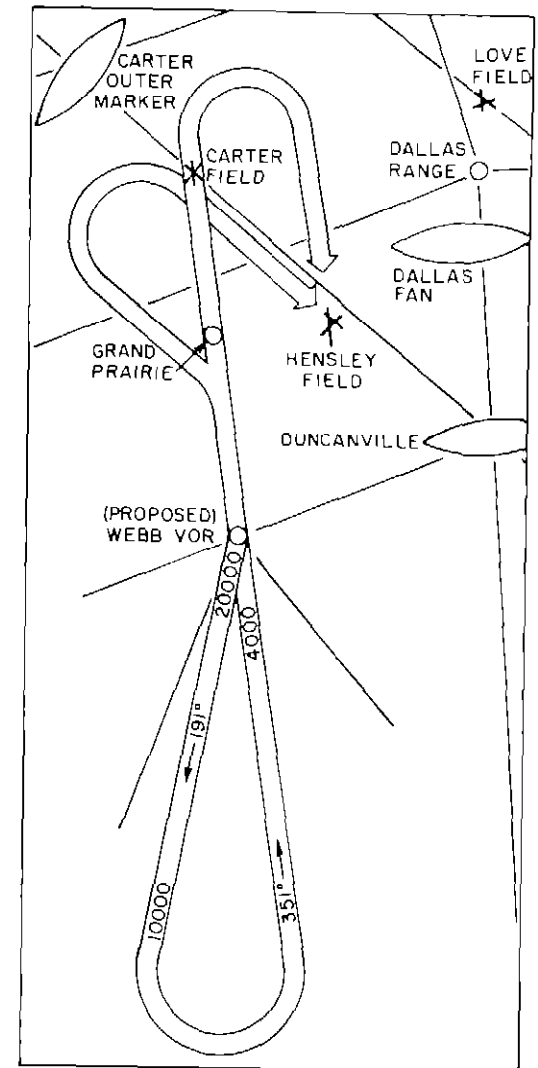 CARTER
OUTER
MARKER
LOVE
FIELD
CARTER
FIELD
DALLAS
RANGE
DALLAS
FAN
GRAND
PRAIRIE
HENSLEY
FIELD
DUNCANVILLE
(PROPOSED)
WEBB VOR
20000
4000
191°
351°
10000